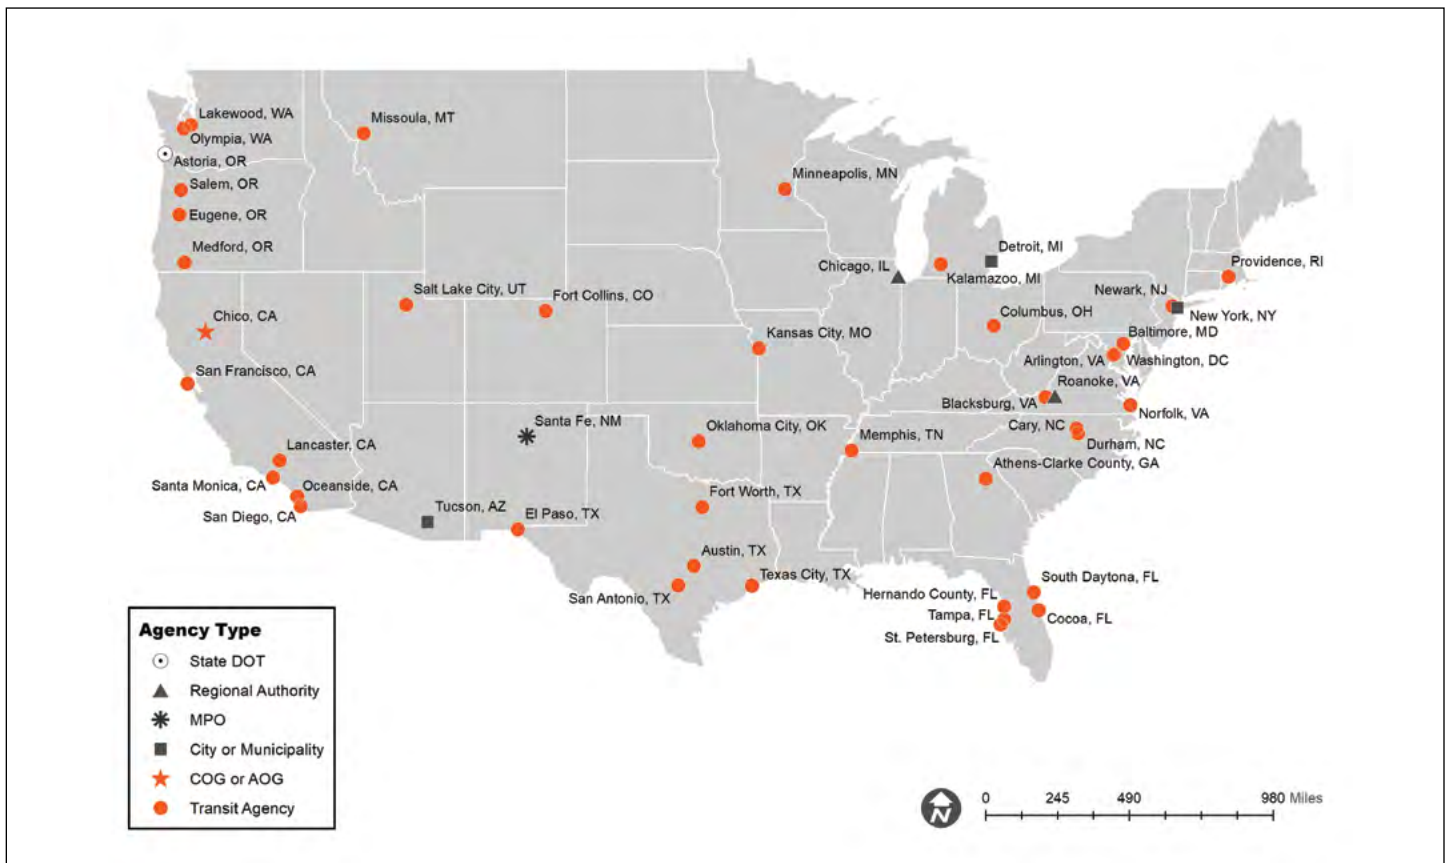 Lakewood, WA
Olympia, WA
Astoria, OR
Salem, OR
Eugene, OR
Medford, OR
Missoula, MT
Minneapolis, MN
Detroit, MI
Chicago, IL
Kalamazoo, MI
Providence, RI
Newark, NJ
New York, NY
Salt Lake City, UT
Fort Collins, CO
Chico, CA
Columbus, OH
Kansas City, MO
Baltimore, MD
Arlington, VA
Washington, DC
San Francisco, CA
Roanoke, VA
Blacksburg, VA
Norfolk, VA
Santa Fe, NM
Oklahoma City, OK
Memphis, TN
Cary, NC
Durham, NC
Lancaster, CA
Athens-Clarke County, GA
Santa Monica, CA
Oceanside, CA
San Diego, CA
Fort Worth, TX
Tucson, AZ
El Paso, TX
Austin, TX
Texas City, TX
San Antonio, TX
South Daytona, FL
Hernando County, FL
Tampa, FL
Cocoa, FL
St. Petersburg, FL
Agency Type
State DOT
Regional Authority
MPO
City or Municipality
COG or AOG
Transit Agency
N
0 245 490 980 Miles